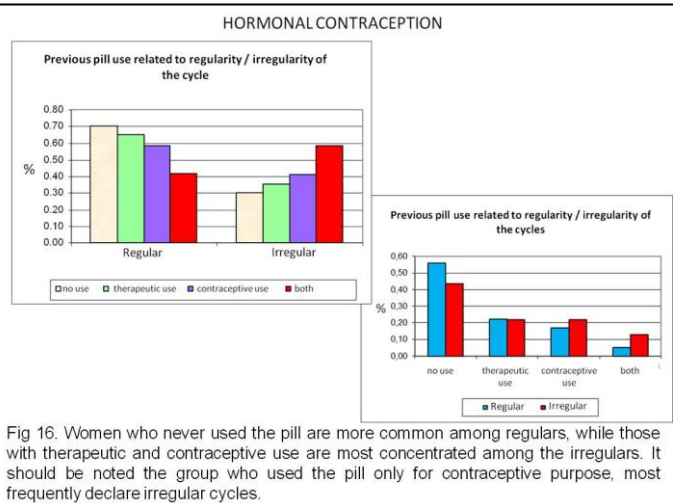 HORMONAL CONTRACEPTION
Previous pill use related to regularity / irregularity of
the cycle
0.80
0.70
0.60
0.50
0.40
0.30
0.20
0.10
0.00
%
Regular
Irregular
no use
therapeutic use
contraceptive use
both
Previous pill use related to regularity / irregularity of
the cycles
0,60
0,50
0,40
0,30
0,20
0,10
0,00
%
no use
therapeutic
use
contraceptive
use
both
Regular
Irregular
Fig 16. Women who never used the pill are more common among regulars, while those
with therapeutic and contraceptive use are most concentrated among the irregulars. It
should be noted the group who used the pill only for contraceptive purpose, most
frequently declare irregular cycles.